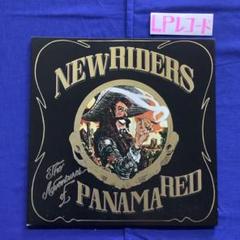 LPレコード
NEW RIDERS
The Adventures of
PANAMA RED